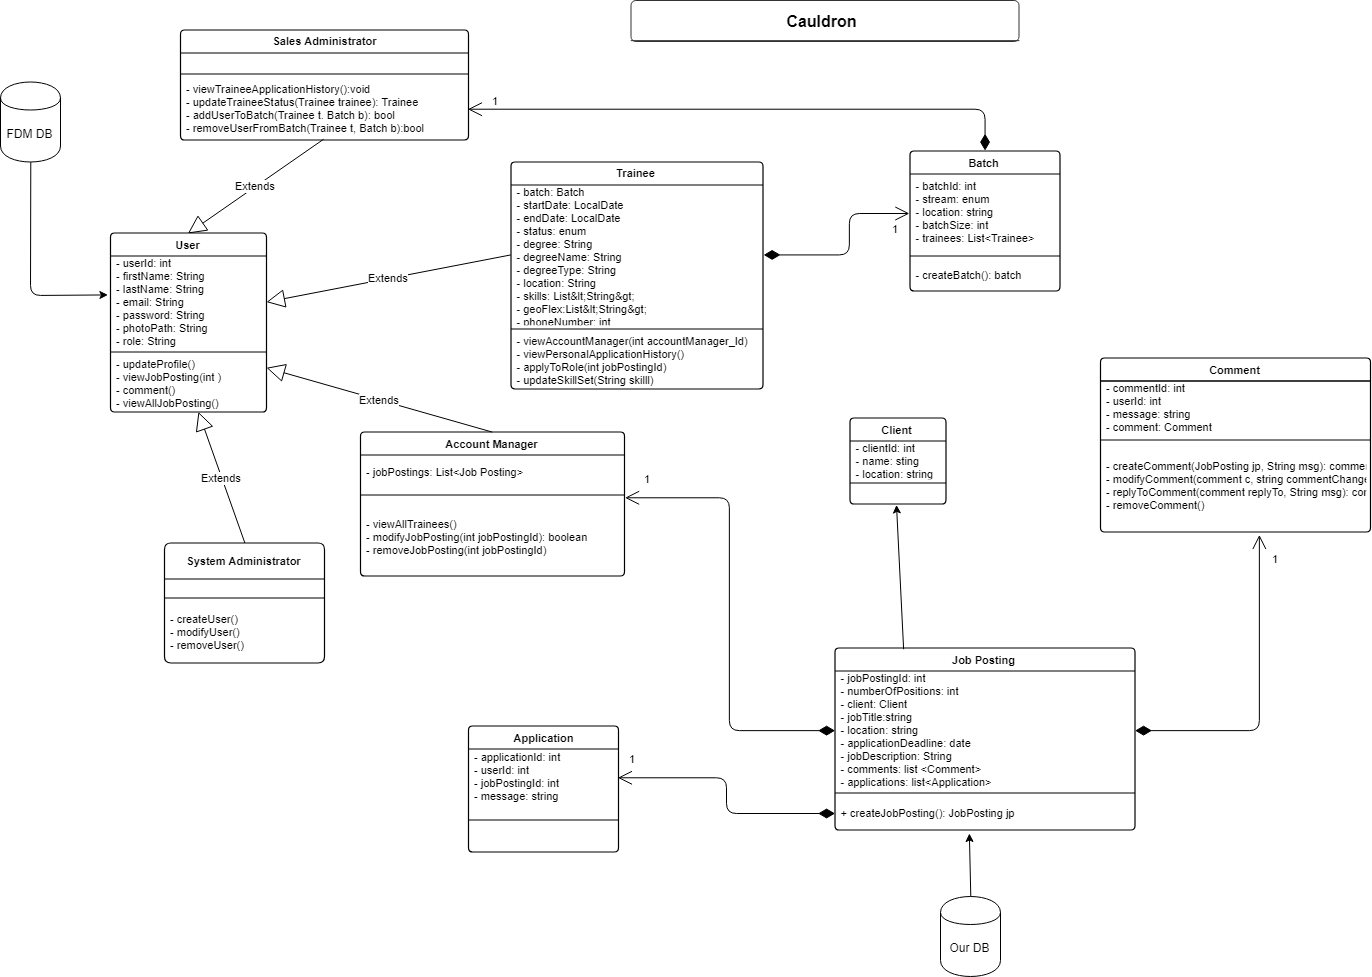 Cauldron
Sales Administrator
- viewTraineeApplicationHistory():void
- updateTraineeStatus(Trainee trainee): Trainee
- addUserToBatch(Trainee t. Batch b): bool
- removeUserFromBatch(Trainee t, Batch b):bool
1
FDM DB
Extends
Trainee
- batch: Batch
- startDate: LocalDate
- endDate: LocalDate
- status: enum
- degree: String
- degreeName: String
- degreeType: String
- location: String
- skills: List&lt;String&gt;
- geoFlex:List&lt;String&gt;
- phoneNumber: int
- viewAccountManager(int accountManager_Id)
- viewPersonalApplicationHistory()
- applyToRole(int jobPostingId)
- updateSkillSet(String skilll)
1
Batch
- batchId: int
- stream: enum
- location: string
- batchSize: int
- trainees: List<Trainee>
- createBatch(): batch
User
- userId: int
- firstName: String
- lastName: String
- email: String
- password: String
- photoPath: String
- role: String
- updateProfile()
- viewJobPosting(int )
- comment()
- viewAllJobPosting()
Extends
Extends
Extends
Account Manager
- jobPostings: List<Job Posting>
- viewAllTrainees()
- modifyJobPosting(int jobPostingId): boolean
- removeJobPosting(int jobPostingId)
1
Client
- clientId: int
- name: sting
- location: string
Comment
- commentId: int
- userId: int
- message: string
- comment: Comment
- createComment(JobPosting jp, String msg): comme
- modifyComment(comment c, string commentChange
- replyToComment(comment replyTo, String msg): cor
- removeComment()
1
System Administrator
- createUser()
- modifyUser()
- removeUser()
Job Posting
- jobPostingId: int
- numberOfPositions: int
- client: Client
- jobTitle:string
- location: string
- applicationDeadline: date
- jobDescription: String
- comments: list <Comment>
- applications: list<Application>
+ createJobPosting(): JobPosting jp
Application
- applicationId: int
- userId: int
- jobPostingId: int
- message: string
1
Our DB